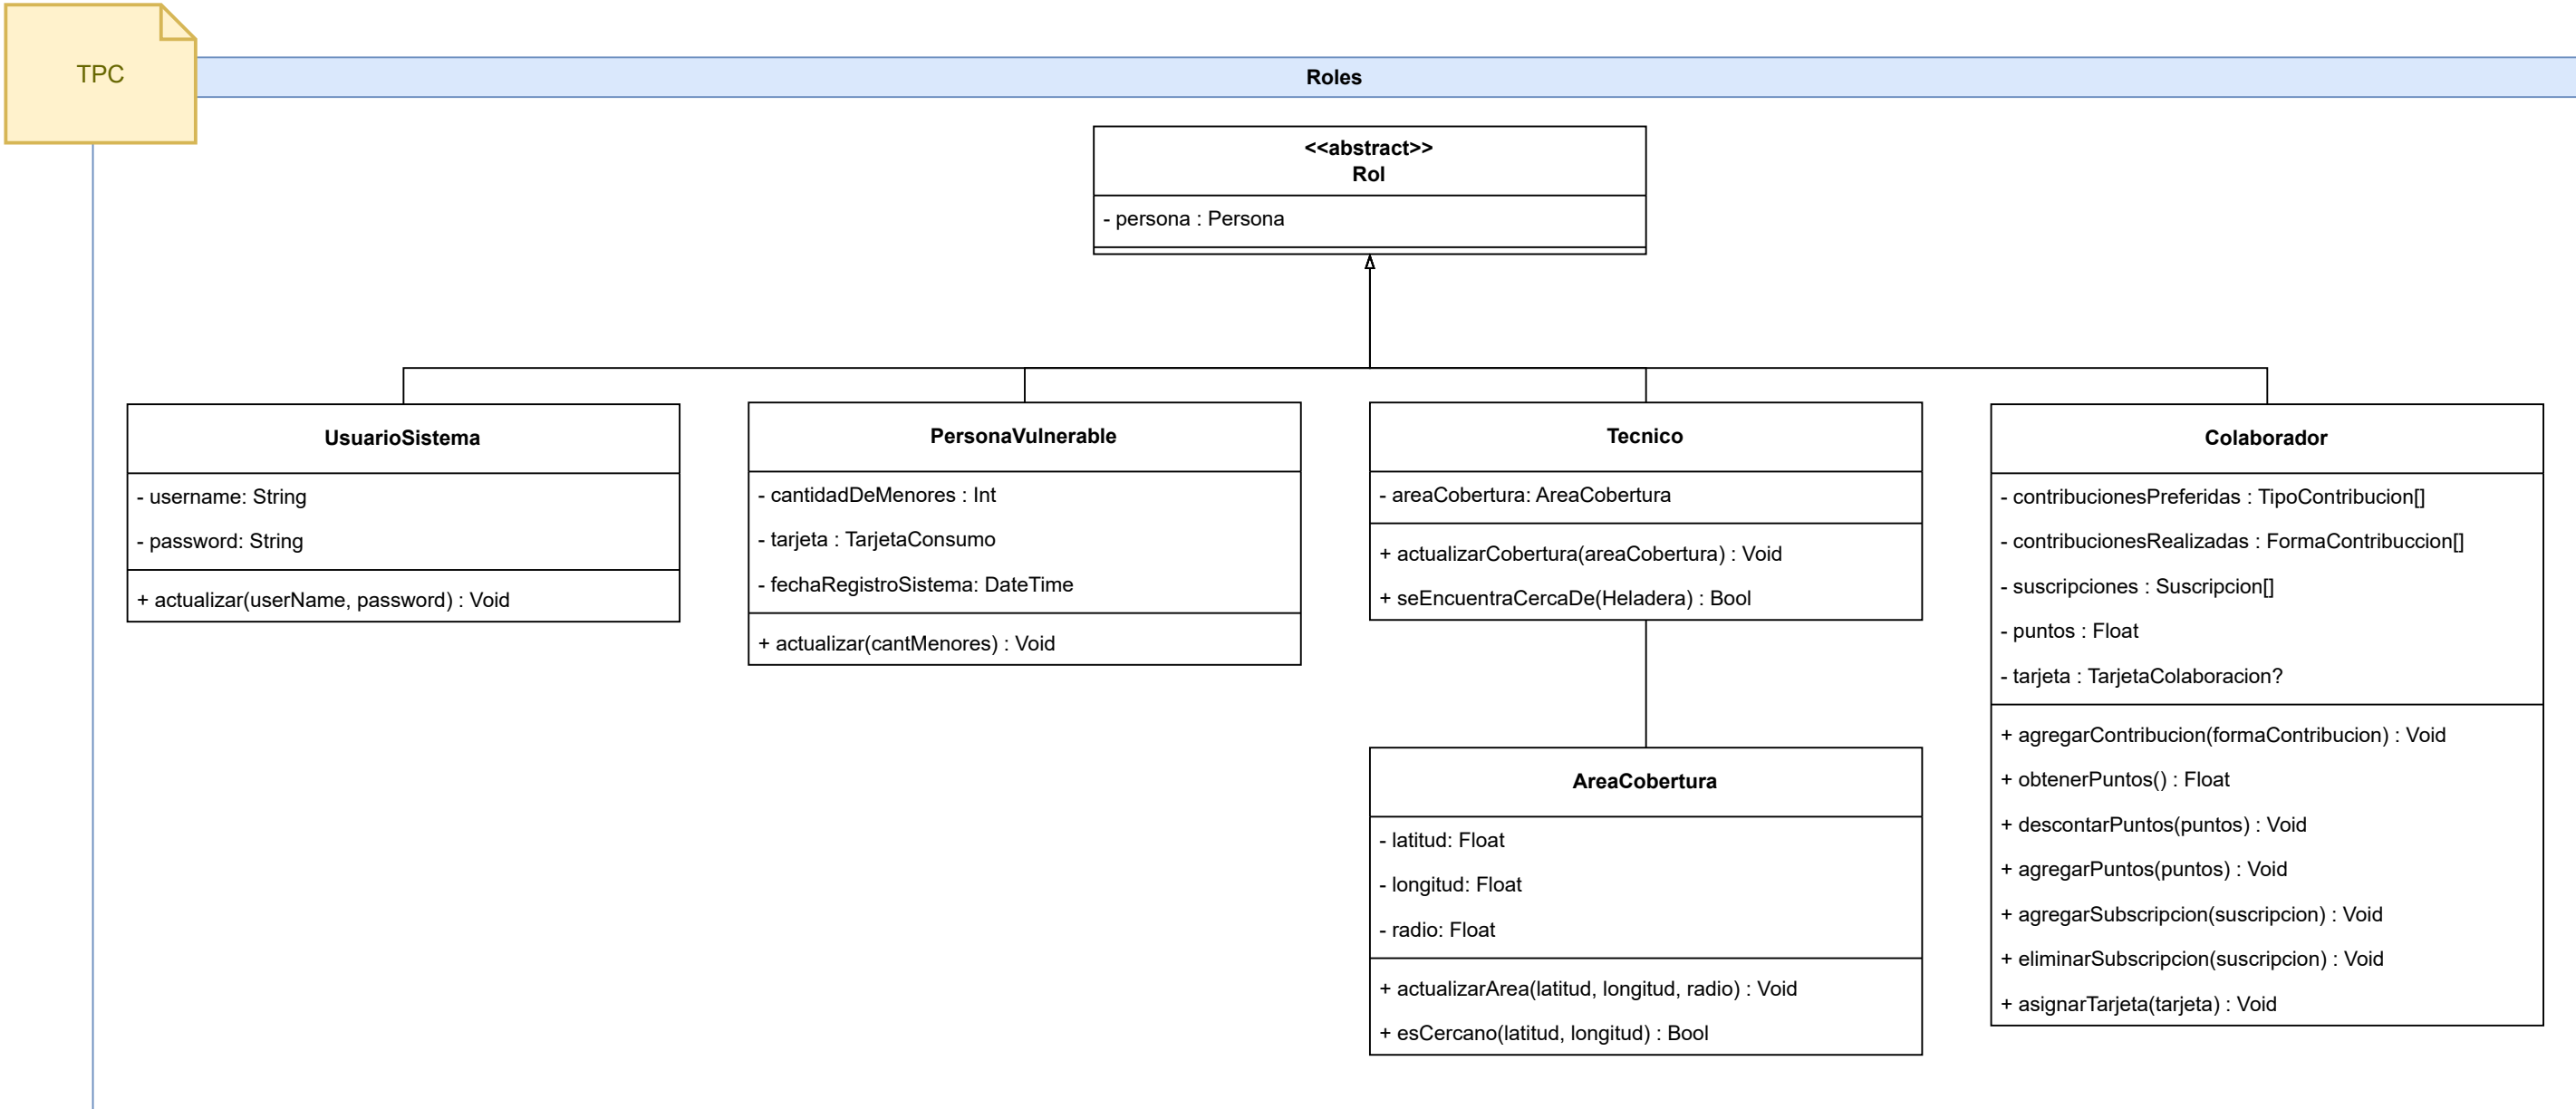 TPC
Roles
<<abstract>>
Rol
- persona : Persona
UsuarioSistema
- username: String
- password: String
+ actualizar(userName, password) : Void
PersonaVulnerable
- cantidadDeMenores : Int
- tarjeta : TarjetaConsumo
- fechaRegistroSistema: DateTime
+ actualizar(cantMenores) : Void
Tecnico
- areaCobertura: AreaCobertura
+ actualizarCobertura(areaCobertura) : Void
+ seEncuentraCercaDe(Heladera) : Bool
AreaCobertura
- latitud: Float
- longitud: Float
- radio: Float
+ actualizarArea(latitud, longitud, radio) : Void
+ esCercano(latitud, longitud) : Bool
Colaborador
- contribucionesPreferidas : TipoContribucion[]
- contribucionesRealizadas : FormaContribuccion[]
- suscripciones : Suscripcion[]
- puntos : Float
- tarjeta : TarjetaColaboracion?
+ agregarContribucion(formaContribucion) : Void
+ obtenerPuntos() : Float
+ descontarPuntos(puntos) : Void
+ agregarPuntos(puntos) : Void
+ agregarSubscripcion(suscripcion) : Void
+ eliminarSubscripcion(suscripcion) : Void
+ asignarTarjeta(tarjeta) : Void